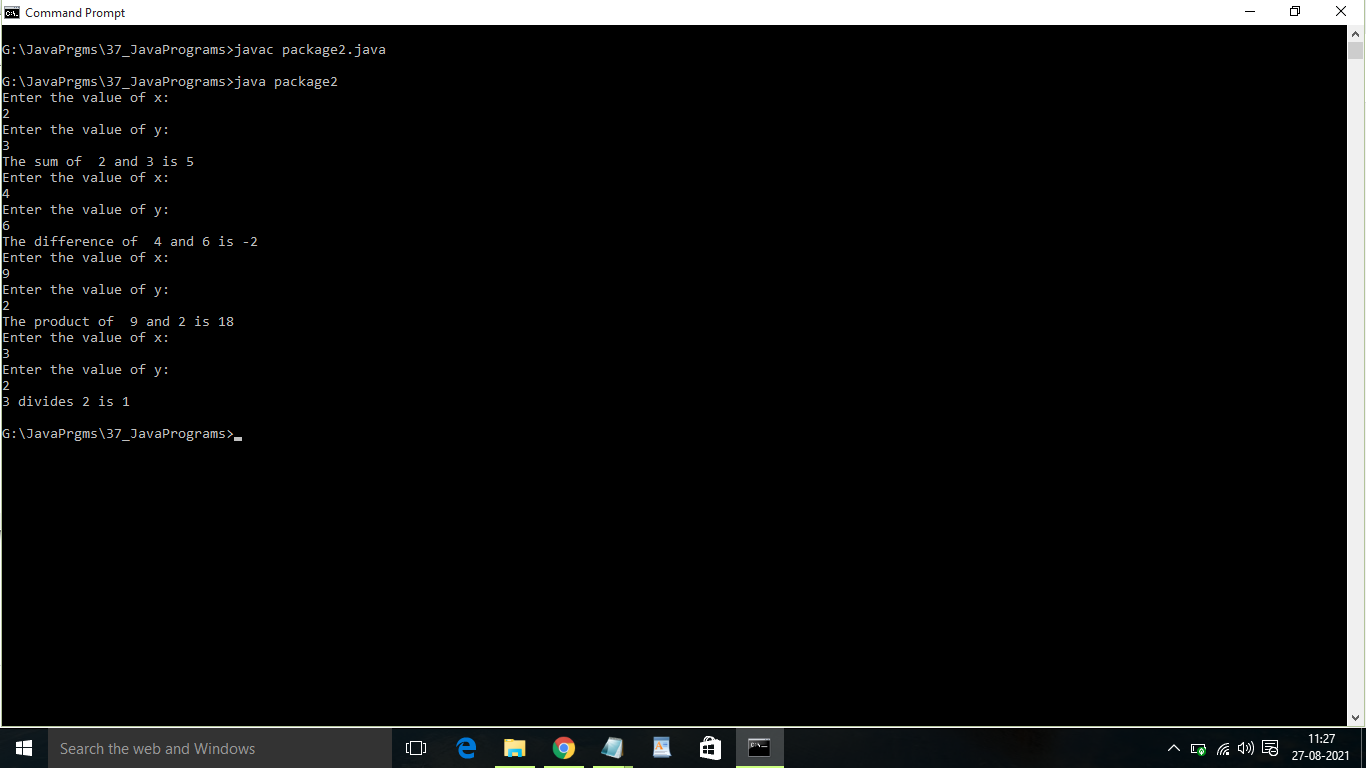 Command Prompt
G:\JavaPrgms\37_JavaPrograms>javac package2.java
G:\JavaPrgms\37_JavaPrograms>java package2
Enter the value of x:
2
Enter the value of y:
3
The sum of  2 and 3 is 5
Enter the value of x:
4
Enter the value of y:
6
The difference of  4 and 6 is -2
Enter the value of x:
9
Enter the value of y:
2
The product of  9 and 2 is 18
Enter the value of x:
3
Enter the value of y:
2
3 divides 2 is 1
G:\JavaPrgms\37_JavaPrograms>
Search the web and Windows
11:27
27-08-2021